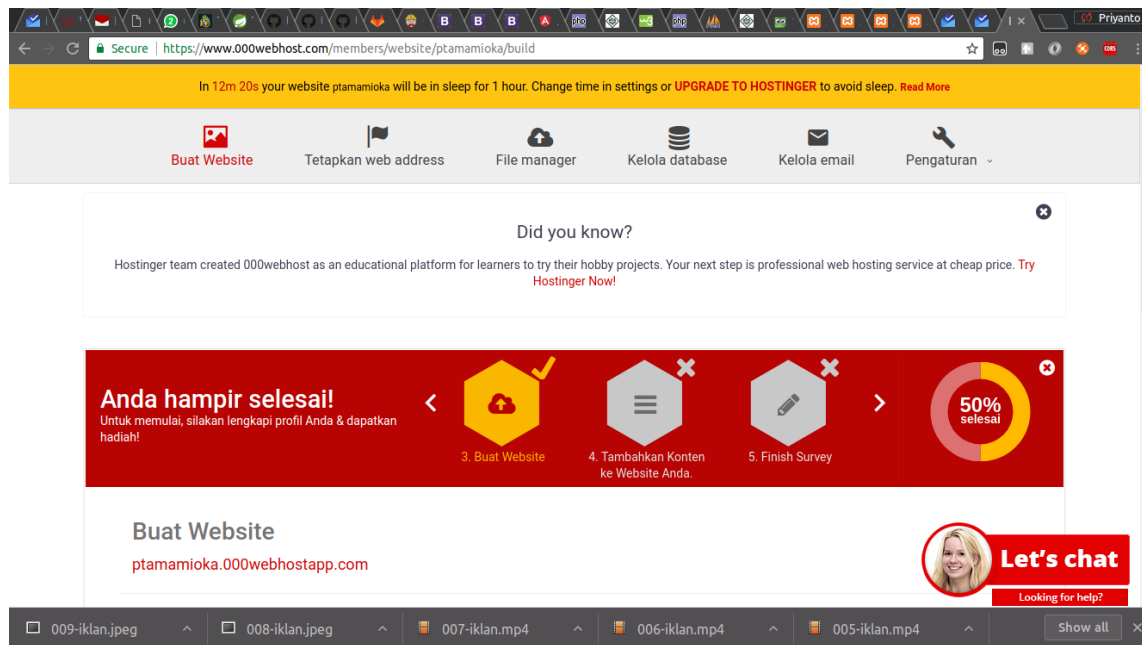 Priyanto
Secure | https://www.000webhost.com/members/website/ptamamioka/build
In 12m 20s your website ptamamioka will be in sleep for 1 hour. Change time in settings or UPGRADE TO HOSTINGER to avoid sleep. Read More
Buat Website Tetapkan web address File manager Kelola database Kelola email Pengaturan
Did you know?
Hostinger team created 000webhost as an educational platform for learners to try their hobby projects. Your next step is professional web hosting service at cheap price. Try
Hostinger Now!
Anda hampir selesai!
Untuk memulai, silakan lengkapi profil Anda & dapatkan
hadiah!
3. Buat Website
4. Tambahkan Konten
ke Website Anda.
5. Finish Survey
50%
selesai
Buat Website
ptamamioka.000webhostapp.com
Let's chat
Looking for help?
009-iklan.jpeg 008-iklan.jpeg 007-iklan.mp4 006-iklan.mp4 005-iklan.mp4 Show all